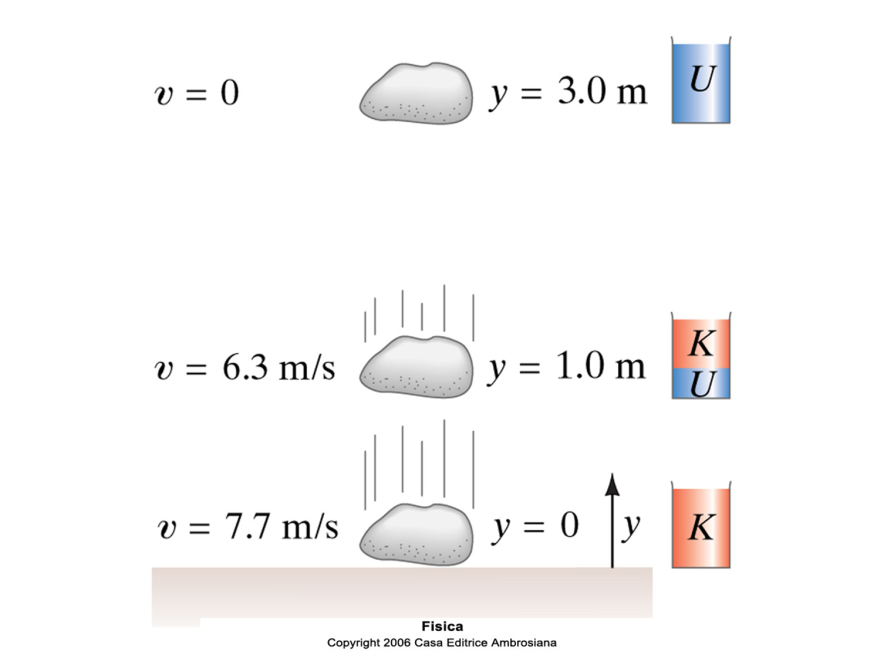 v = 0 y = 3.0 m U
v = 6.3 m/s y = 1.0 m K
U
v = 7.7 m/s y = 0 y K
Fisica
Copyright 2006 Casa Editrice Ambrosiana